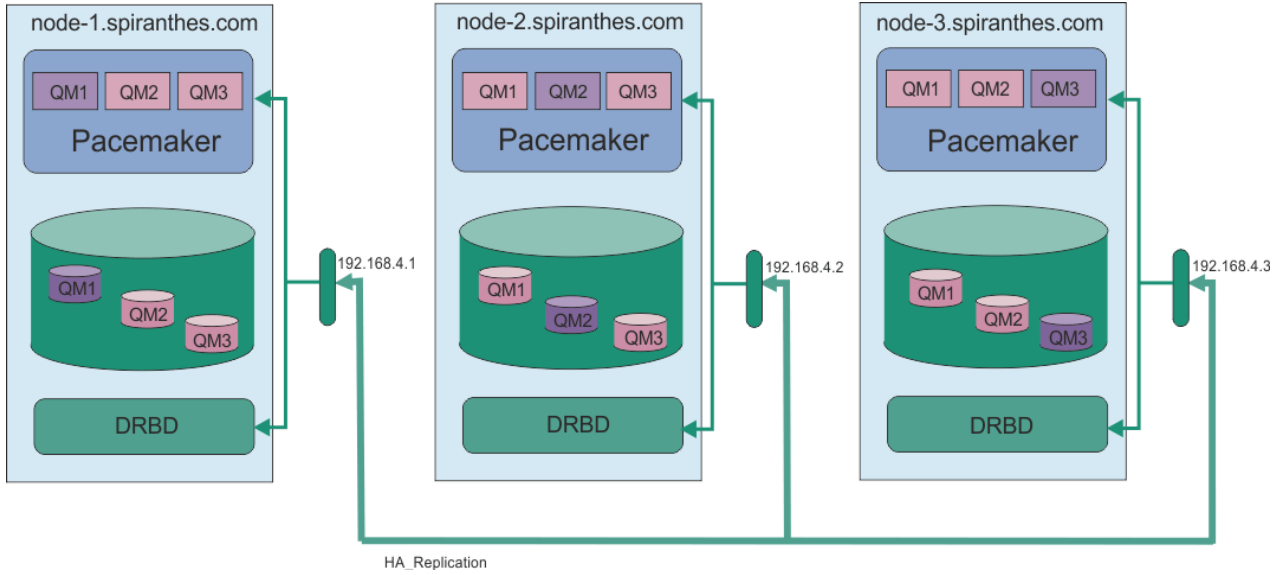 node-1.spiranthes.com
QM1 QM2 QM3
Pacemaker
QM1
QM2
QM3
DRBD
192.168.4.1
node-2.spiranthes.com
QM1 QM2 QM3
Pacemaker
QM1
QM2
QM3
DRBD
192.168.4.2
node-3.spiranthes.com
QM1 QM2 QM3
Pacemaker
QM1
QM2
QM3
DRBD
192.168.4.3
HA_Replication